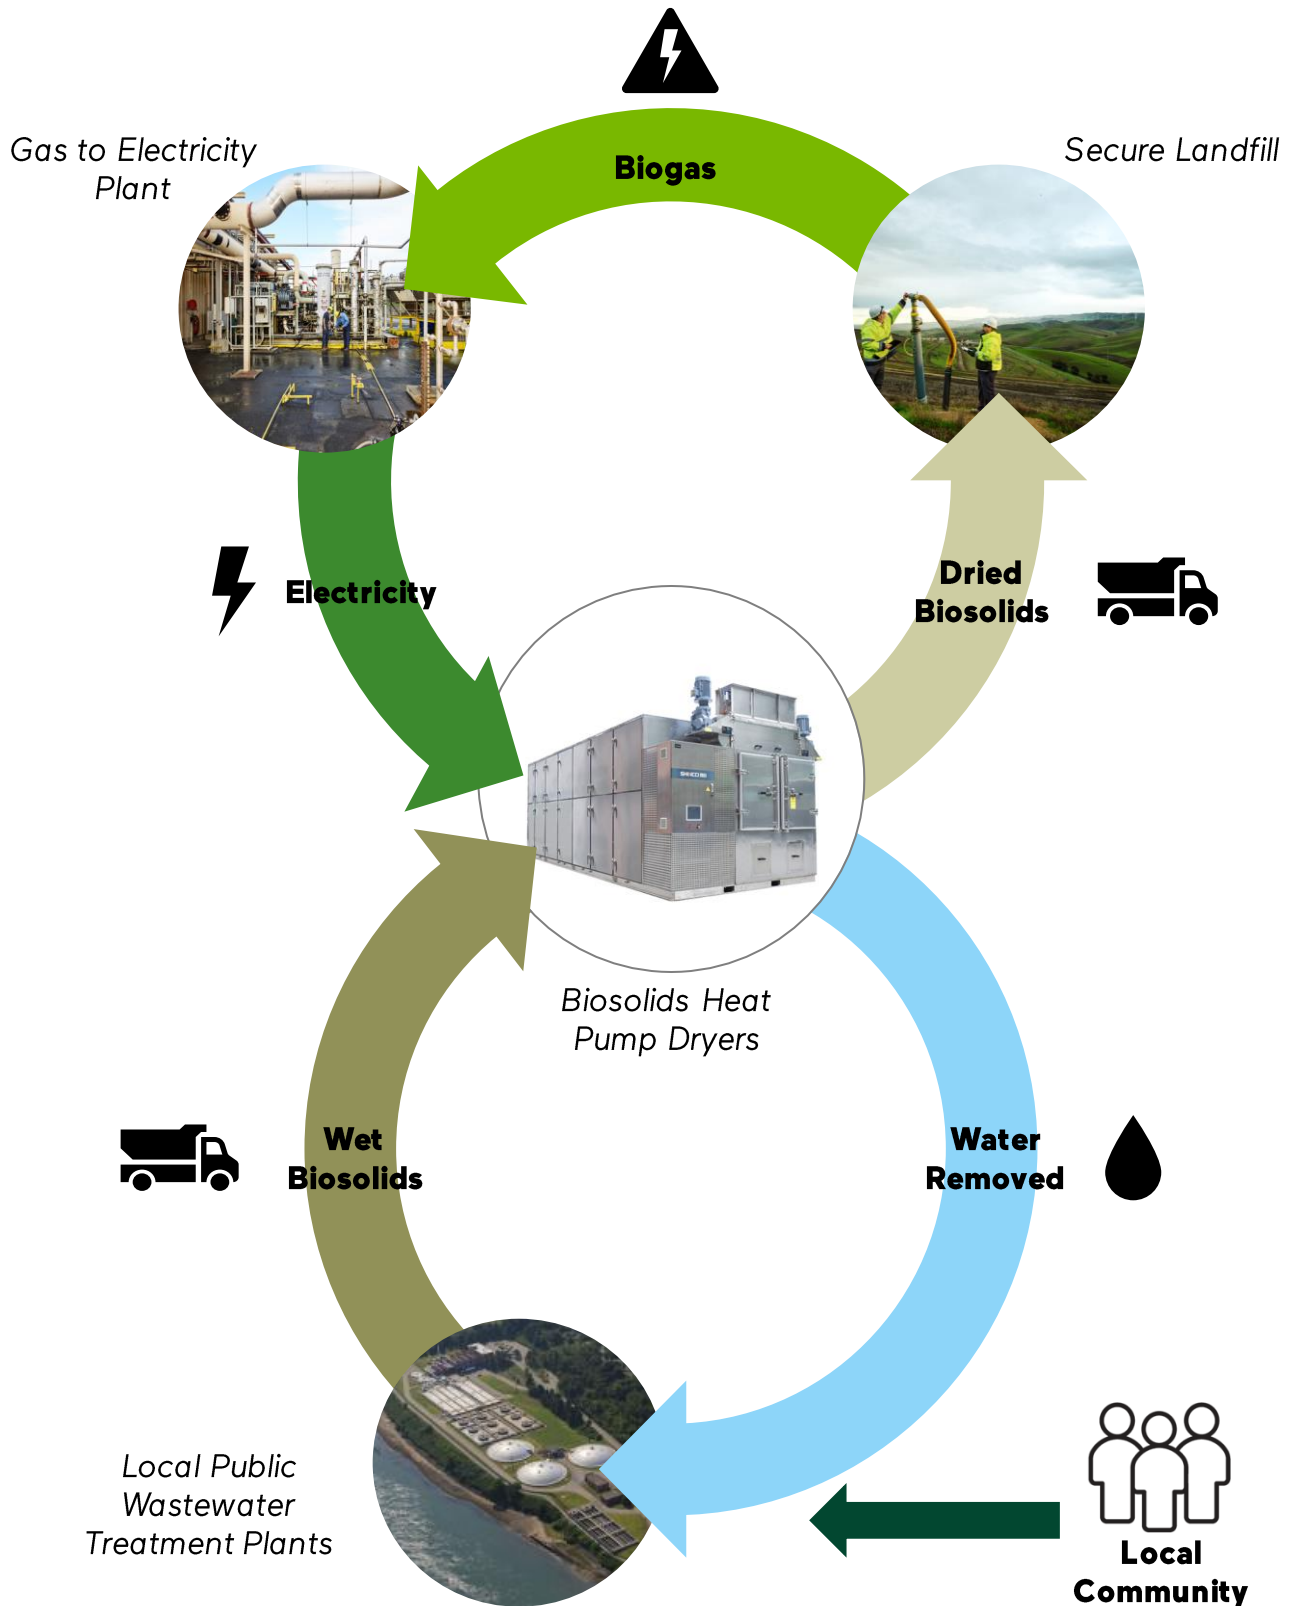 Gas to Electricity
Plant
Biogas
Secure Landfill
Electricity
Dried
Biosolids
Biosolids Heat
Pump Dryers
Wet
Biosolids
Water
Removed
Local Public
Wastewater
Treatment Plants
Local
Community